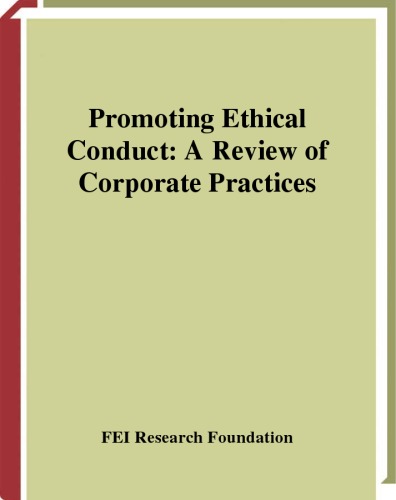 Promoting Ethical
Conduct: A Review of
Corporate Practices
FEI Research Foundation